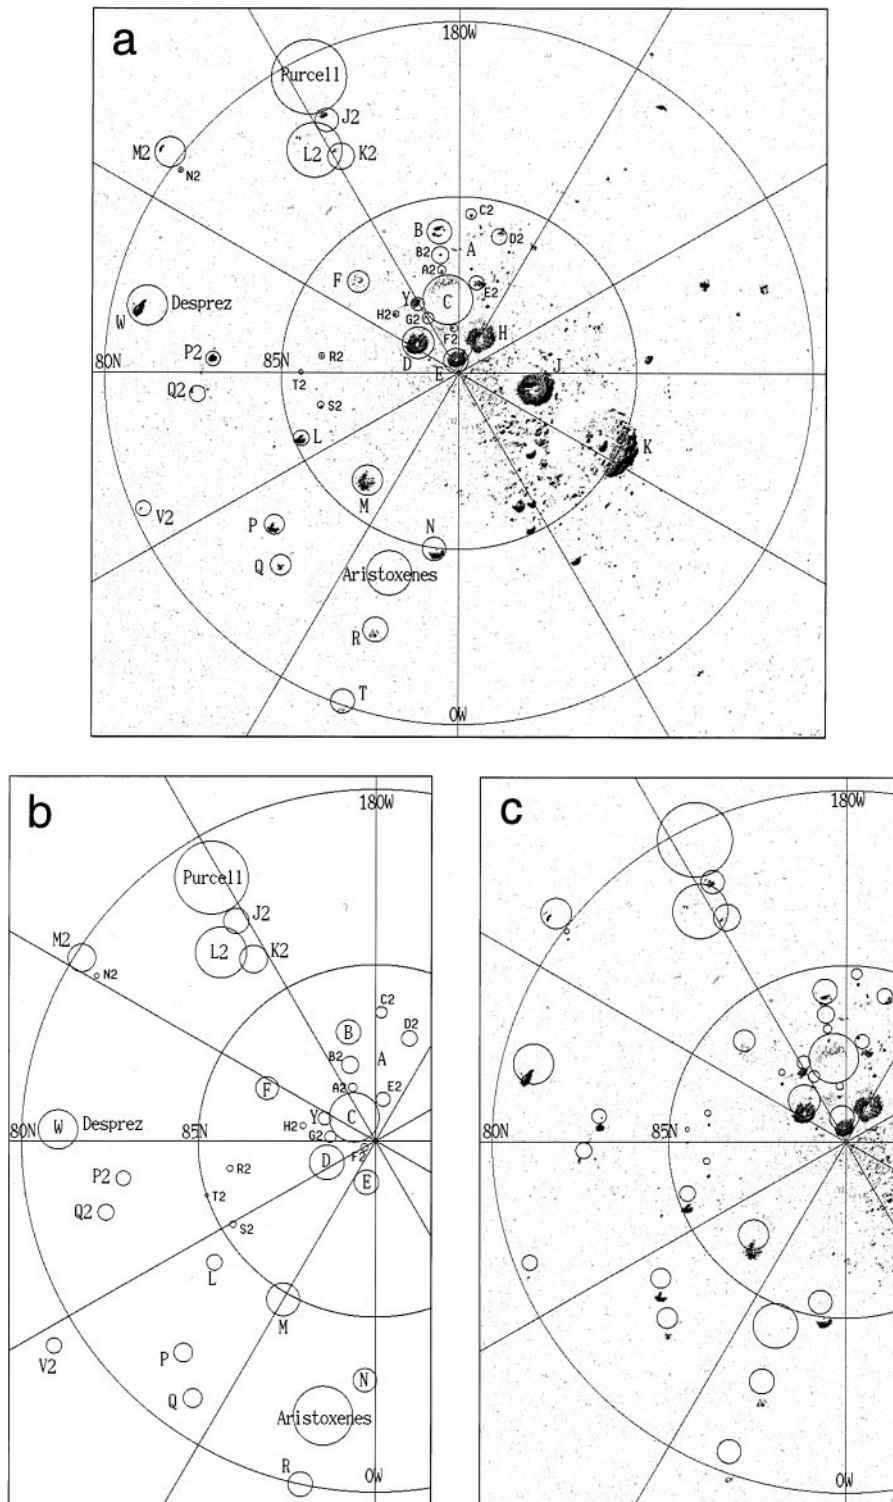 a
180W
Purcell
J2
M2
L2
K2
N2
C2
B
D2
B2
A
A2
F
E2
Y
C
Desprez
H2
G2
W
F2
H
D
P2
R2
80N
85N
E
J
T2
Q2
S2
L
K
M
V2
P
N
Q
Aristoxenes
R
T
0W
b
180W
Purcell
J2
M2
L2
K2
N2
C2
B
D2
B2
A
A2
F
E2
Y
C
W
Desprez
H2
G2
80N
85N
F2
D
P2
R2
E
T2
Q2
S2
L
M
V2
P
N
Q
Aristoxenes
R
0W
c
180W
80N
85N
0W